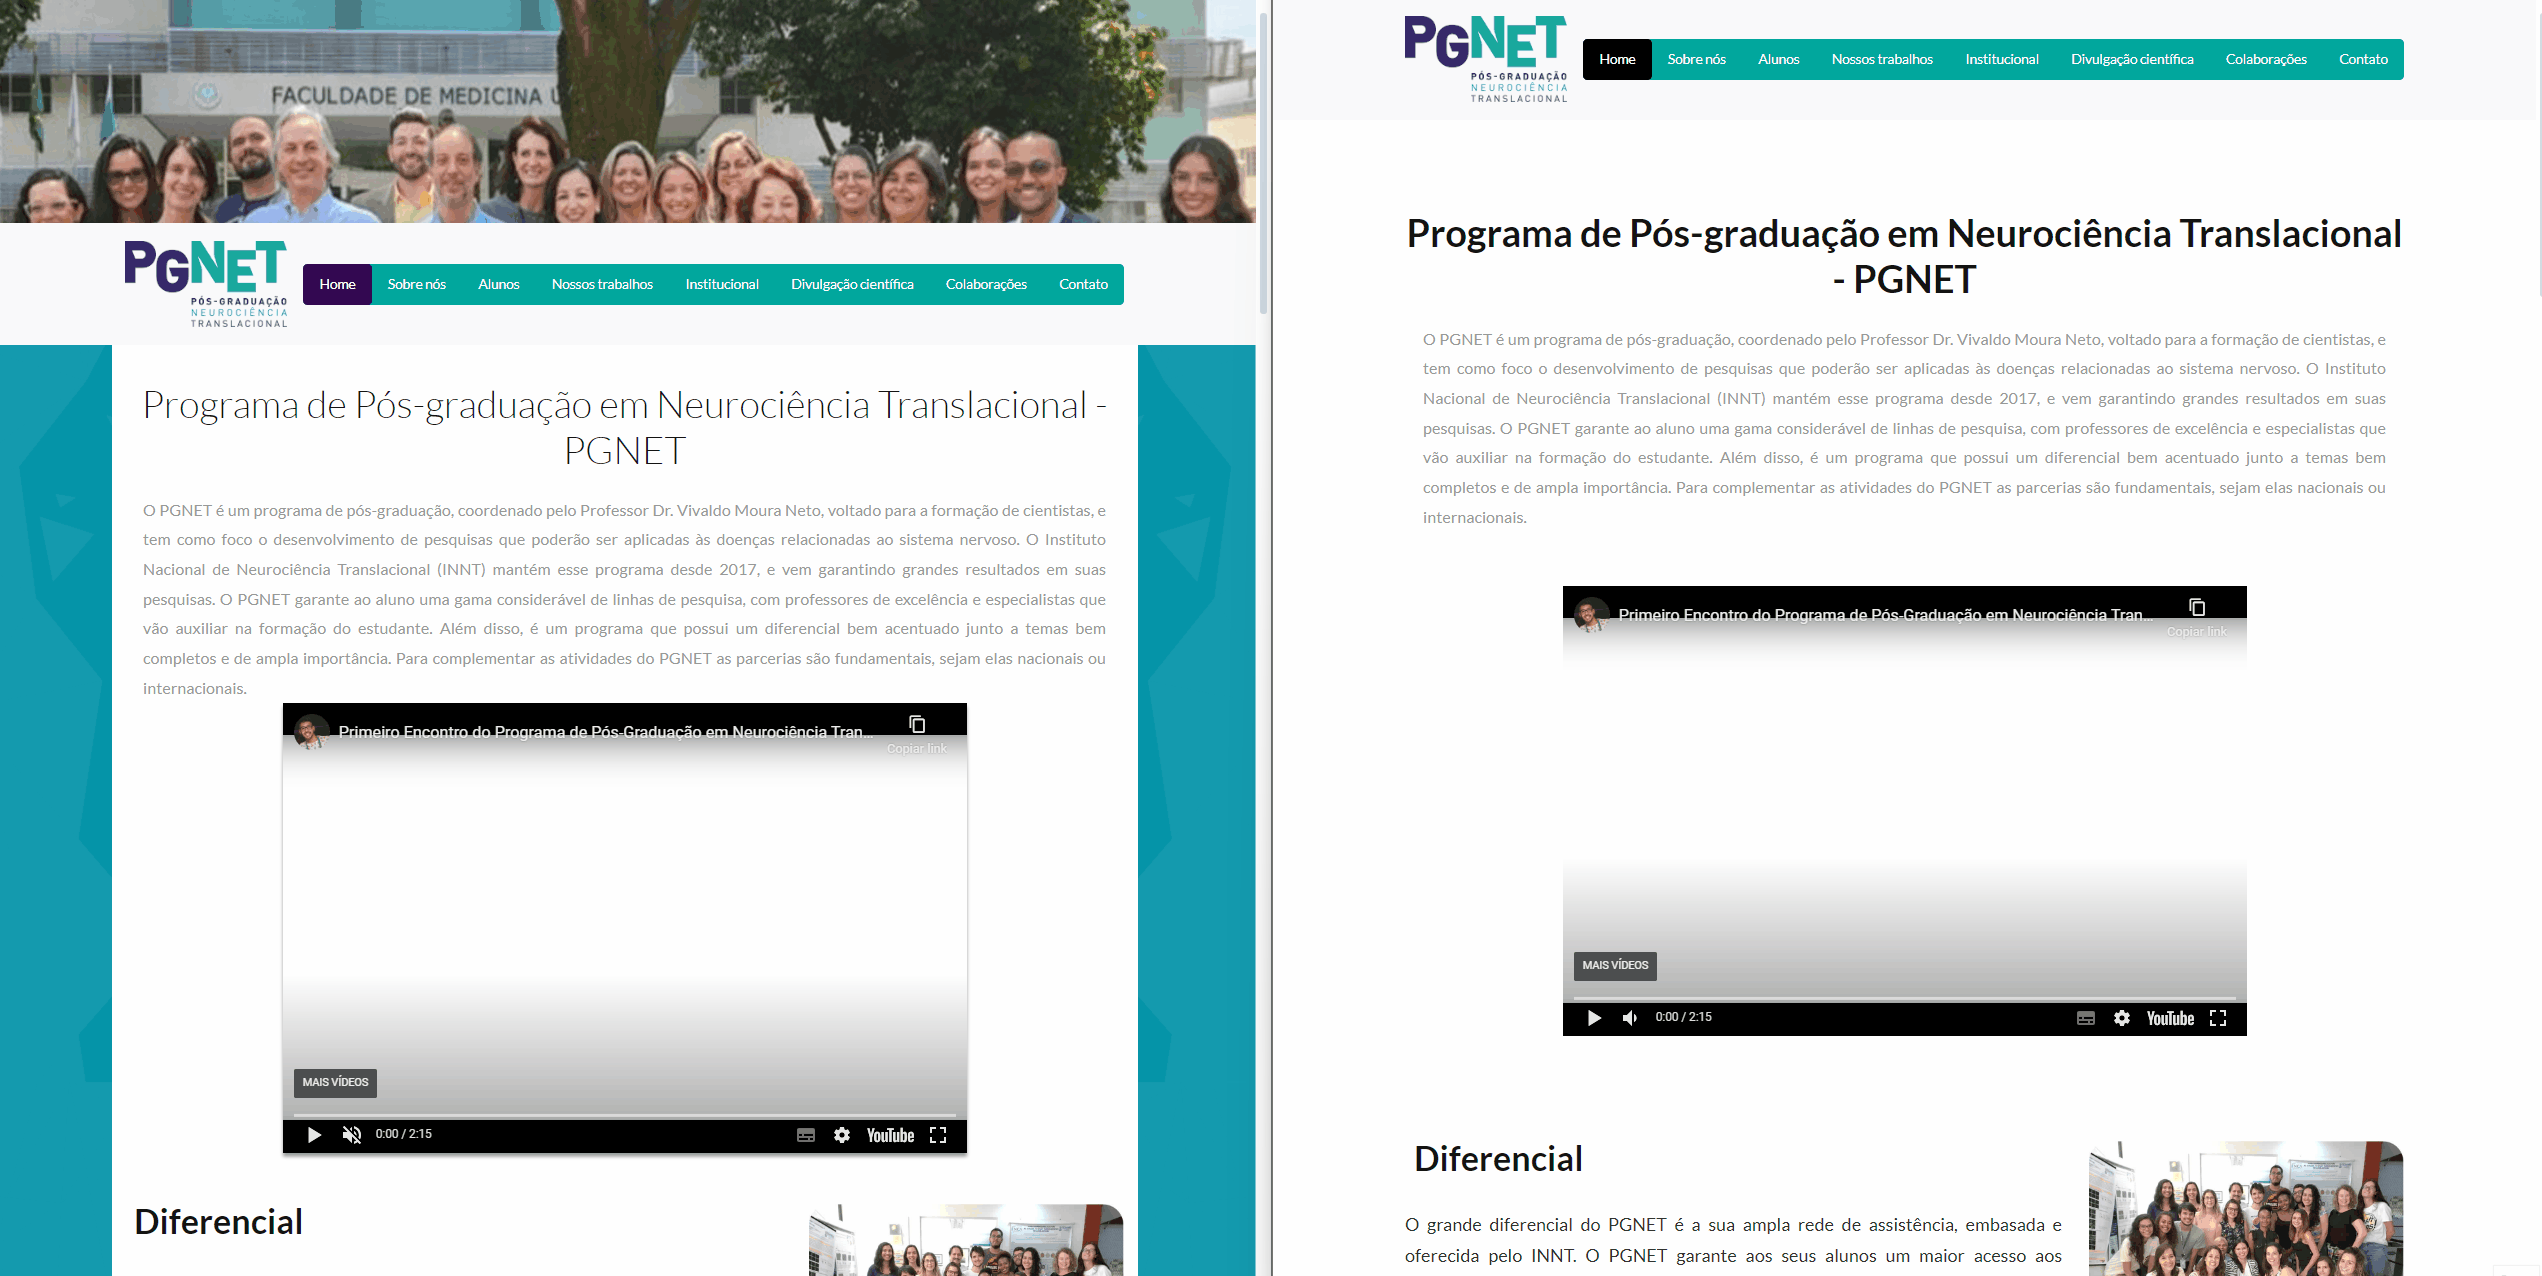 FACULDADE DE MEDICINA U
PGNET
PÓS-GRADUAÇÃO
NEUROCIÊNCIA
TRANSLACIONAL
Home Sobre nós Alunos Nossos trabalhos Institucional Divulgação científica Colaborações Contato
Programa de Pós-graduação em Neurociência Translacional -
PGNET
O PGNET é um programa de pós-graduação, coordenado pelo Professor Dr. Vivaldo Moura Neto, voltado para a formação de cientistas, e
tem como foco o desenvolvimento de pesquisas que poderão ser aplicadas às doenças relacionadas ao sistema nervoso. O Instituto
Nacional de Neurociência Translacional (INNT) mantém esse programa desde 2017, e vem garantindo grandes resultados em suas
pesquisas. O PGNET garante ao aluno uma gama considerável de linhas de pesquisa, com professores de excelência e especialistas que
vão auxiliar na formação do estudante. Além disso, é um programa que possui um diferencial bem acentuado junto a temas bem
completos e de ampla importância. Para complementar as atividades do PGNET as parcerias são fundamentais, sejam elas nacionais ou
internacionais.
Primeiro Encontro do Programa de Pós-Graduação em Neurociência Tran...
Copiar link
MAIS VÍDEOS
0:00 / 2:15
YouTube
Diferencial
PGNET
PÓS-GRADUAÇÃO
NEUROCIÊNCIA
TRANSLACIONAL
Home Sobre nós Alunos Nossos trabalhos Institucional Divulgação científica Colaborações Contato
Programa de Pós-graduação em Neurociência Translacional
- PGNET
O PGNET é um programa de pós-graduação, coordenado pelo Professor Dr. Vivaldo Moura Neto, voltado para a formação de cientistas, e
tem como foco o desenvolvimento de pesquisas que poderão ser aplicadas às doenças relacionadas ao sistema nervoso. O Instituto
Nacional de Neurociência Translacional (INNT) mantém esse programa desde 2017, e vem garantindo grandes resultados em suas
pesquisas. O PGNET garante ao aluno uma gama considerável de linhas de pesquisa, com professores de excelência e especialistas que
vão auxiliar na formação do estudante. Além disso, é um programa que possui um diferencial bem acentuado junto a temas bem
completos e de ampla importância. Para complementar as atividades do PGNET as parcerias são fundamentais, sejam elas nacionais ou
internacionais.
Primeiro Encontro do Programa de Pós-Graduação em Neurociência Tran...
Copiar link
MAIS VÍDEOS
0:00 / 2:15
YouTube
Diferencial
O grande diferencial do PGNET é a sua ampla rede de assistência, embasada e
oferecida pelo INNT. O PGNET garante aos seus alunos um maior acesso aos